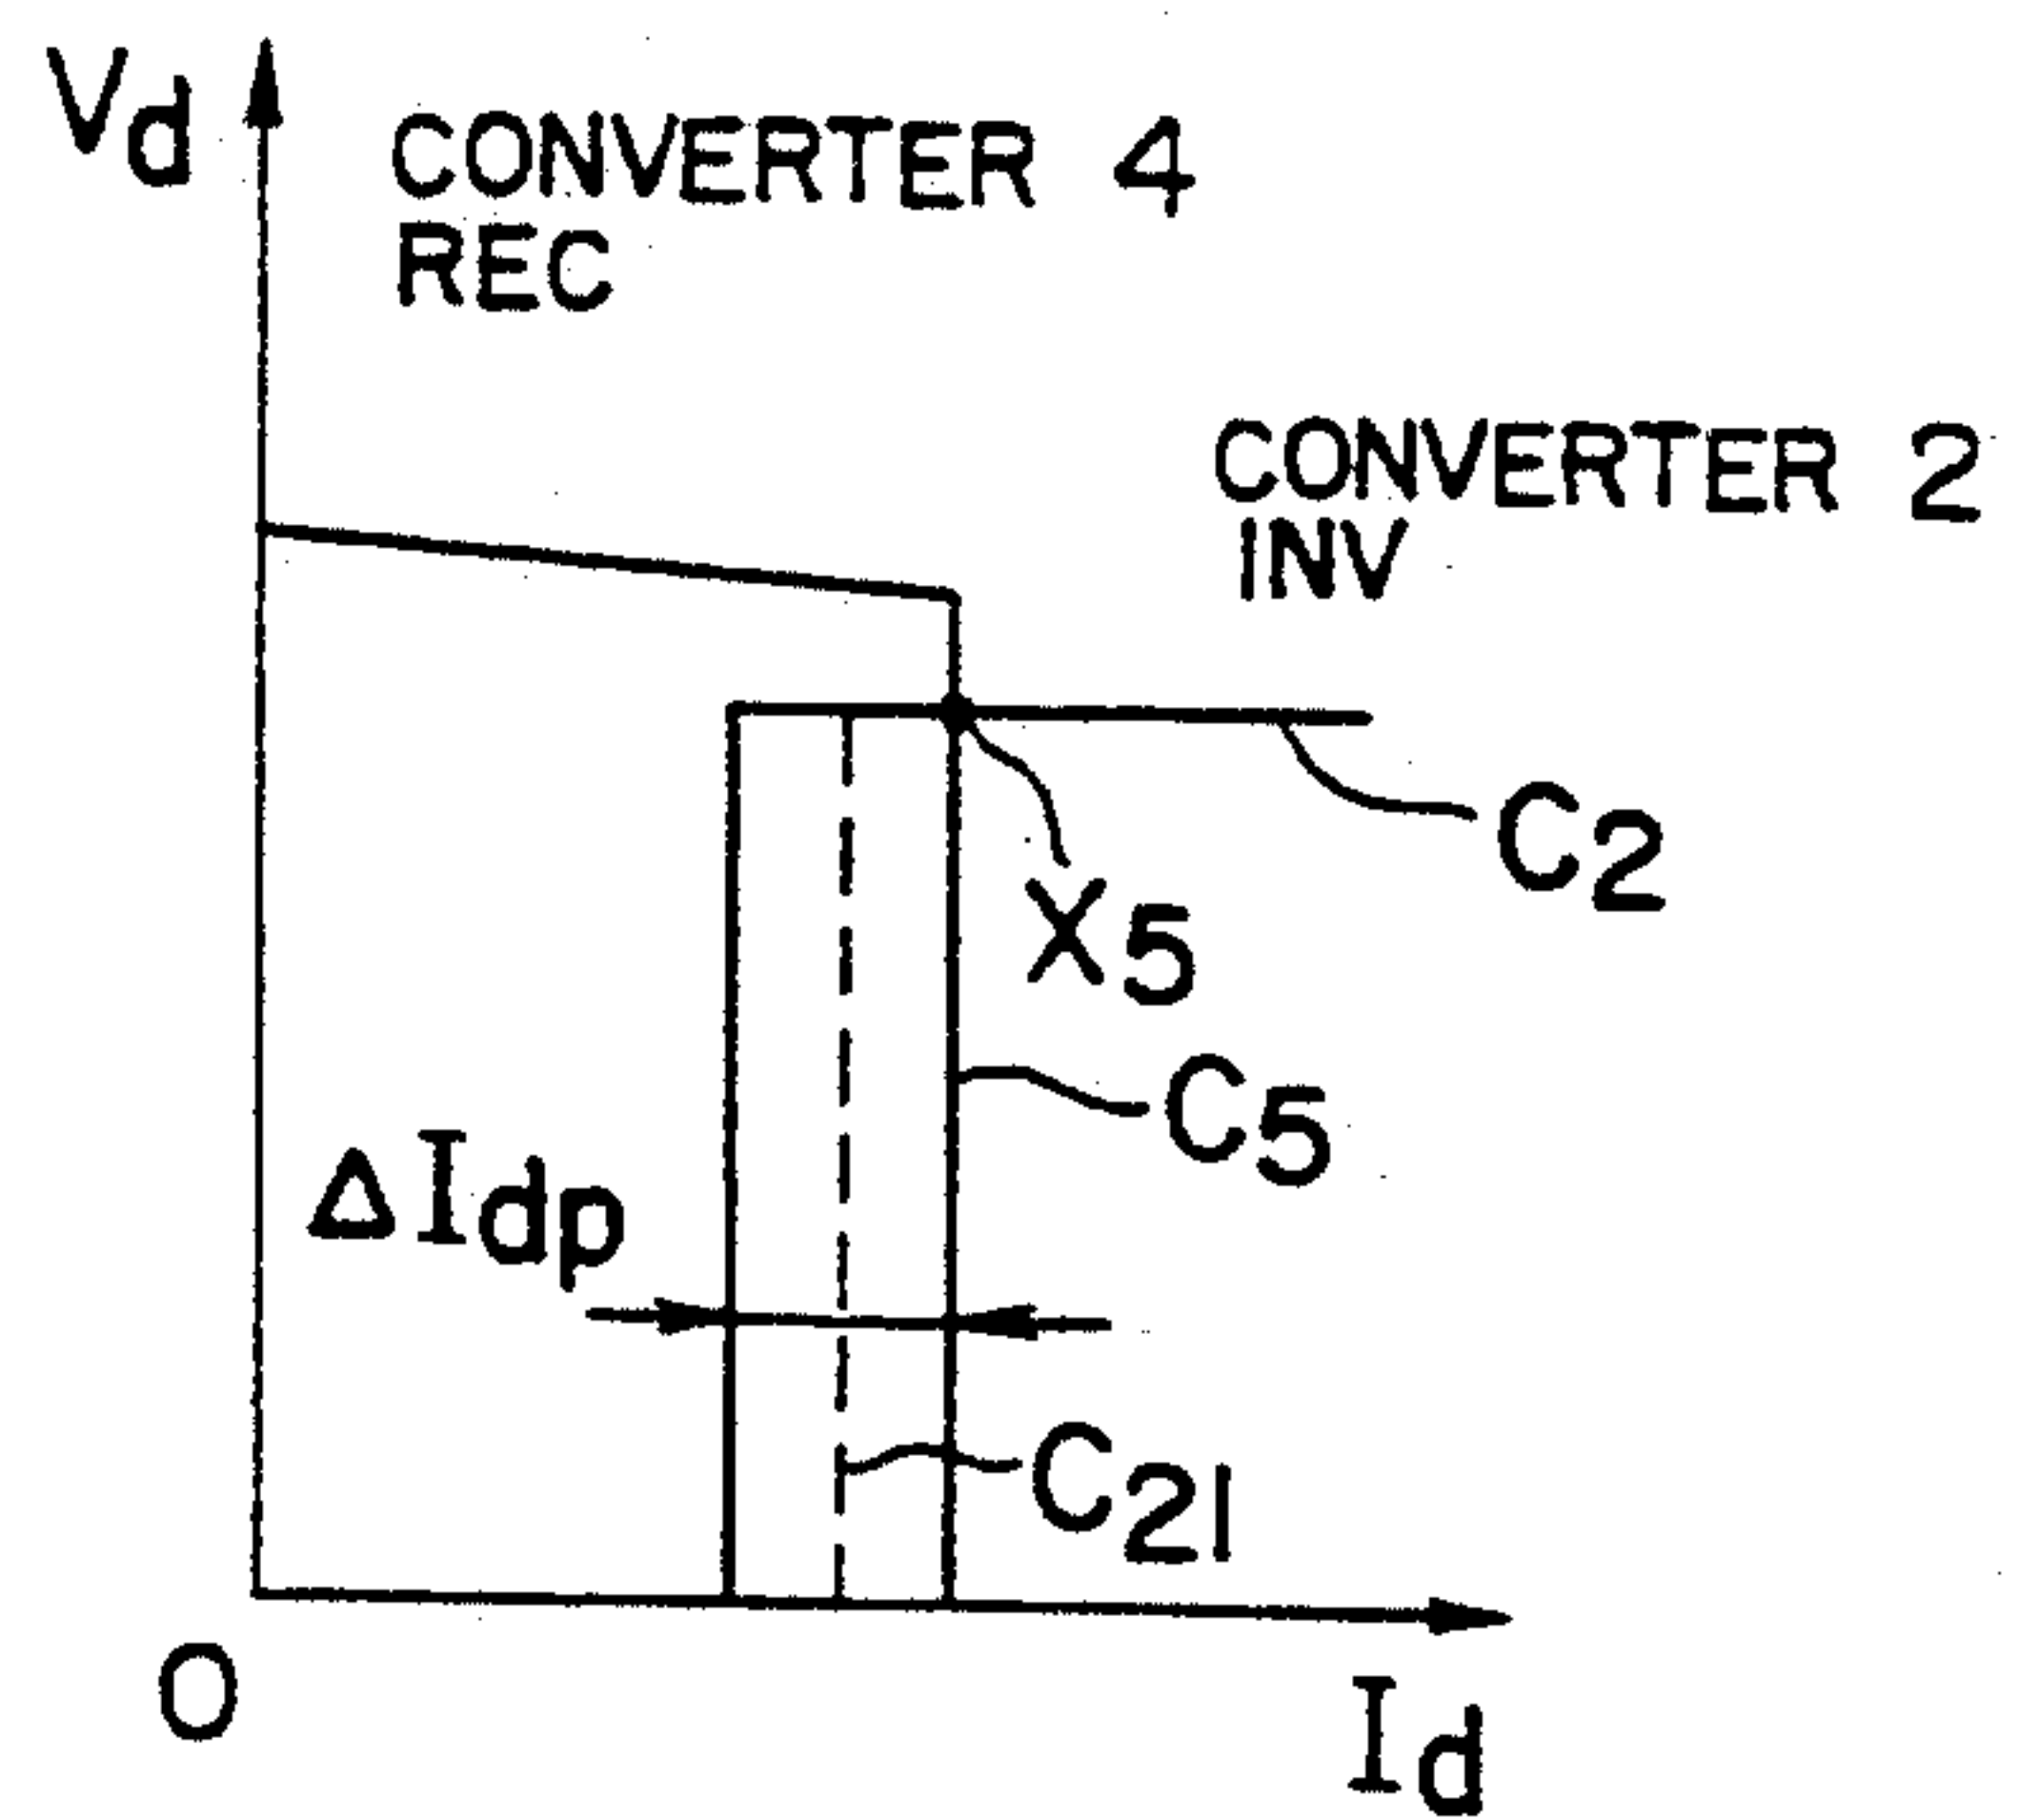 Vd
CONVERTER 4
REC
CONVERTER 2
INV
C2
X5
C5
ΔIdp
C21
O
Id